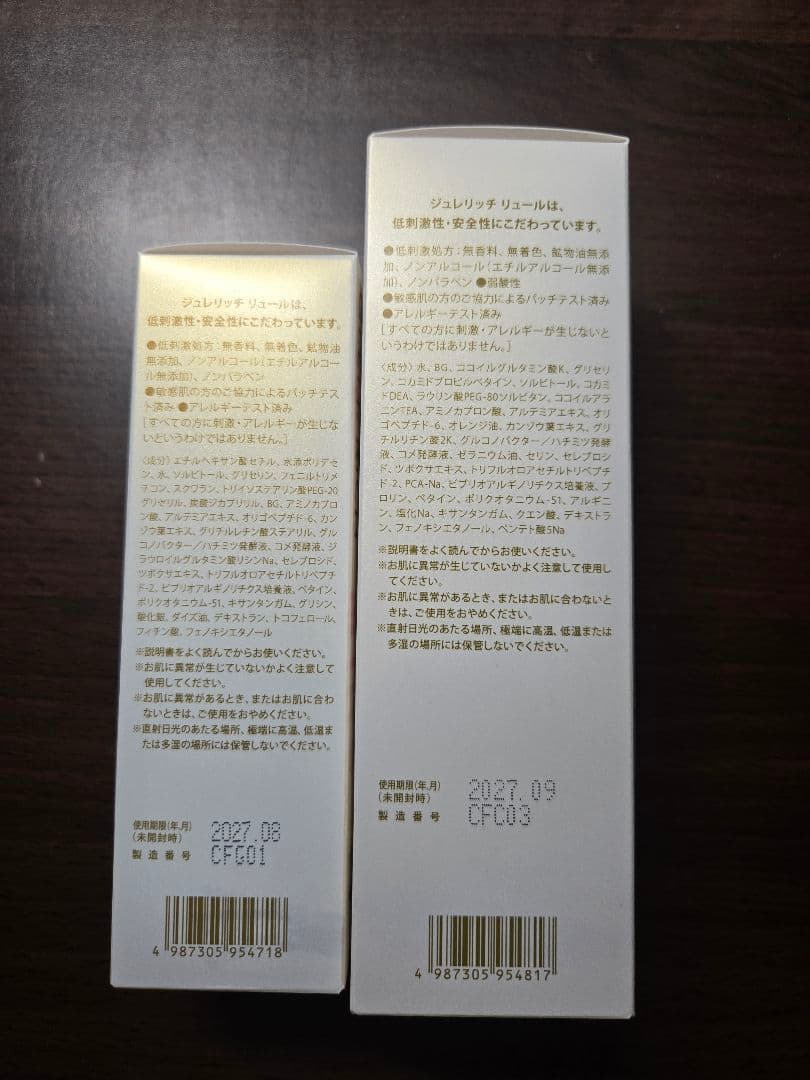 ジュレリッチ リュールは、
低刺激性・安全性にこだわっています。
●低刺激処方：無香料、無着色、鉱物油
無添加、ノンアルコール（エチルアルコー
ル無添加）、ノンパラベン
●敏感肌の方のご協力によるパッチテス
ト済み ●アレルギーテスト済み
［すべての方に刺激・アレルギーが生じな
いというわけではありません。］
〈成分〉エチルヘキサン酸セチル、水添ポリデセ
ン、水、ソルビトール、グリセリン、フェニルトリメ
チコン、スクワラン、トリイソステアリン酸PEG-20
グリセリル、炭酸ジカプリリル、BG、アミノカプロ
ン酸、アルテミアエキス、オリゴペプチド-6、カン
ゾウ葉エキス、グリチルレチン酸ステアリル、グル
コノバクター／ハチミツ発酵液、コメ発酵液、ジ
ラウロイルグルタミン酸リシンNa、セレブロシド、
ツボクサエキス、トリフルオロアセチルトリペプチ
ド-2、ビブリオアルギノリチクス培養液、ベタイン、
ポリクオタニウム-51、キサンタンガム、グリシン、
酸化銀、ダイズ油、デキストラン、トコフェロール、
フィチン酸、フェノキシエタノール
※説明書をよく読んでからお使いください。
※お肌に異常が生じていないかよく注意して
使用してください。
※お肌に異常があるとき、またはお肌に合わ
ないときは、ご使用をおやめください。
※直射日光のあたる場所、極端に高温、低温ま
たは多湿の場所には保管しないでください。
使用期限（年、月）
（未開封時） 2027.08
製造番号 CFG01
4 987305 954718
ジュレリッチ リュールは、
低刺激性・安全性にこだわっています。
●低刺激処方：無香料、無着色、鉱物油無添
加、ノンアルコール（エチルアルコール無添
加）、ノンパラベン ●弱酸性
●敏感肌の方のご協力によるパッチテスト済み
●アレルギーテスト済み
［すべての方に刺激・アレルギーが生じないと
いうわけではありません。］
〈成分〉水、BG、ココイルグルタミン酸K、グリセリ
ン、コカミドプロピルベタイン、ソルビトール、コカミ
ドDEA、ラウリン酸PEG-80ソルビタン、ココイルアラ
ニンTEA、アミノカプロン酸、アルテミアエキス、オリ
ゴペプチド-6、オレンジ油、カンゾウ葉エキス、グリ
チルリチン酸2K、グルコノバクター／ハチミツ発酵
液、コメ発酵液、ゼラニウム油、セリン、セレブロシ
ド、ツボクサエキス、トリフルオロアセチルトリペプチ
ド-2、PCA-Na、ビブリオアルギノリチクス培養液、プ
ロリン、ベタイン、ポリクオタニウム-51、アルギニ
ン、塩化Na、キサンタンガム、クエン酸、デキストラ
ン、フェノキシエタノール、ペンテト酸5Na
※説明書をよく読んでからお使いください。
※お肌に異常が生じていないかよく注意して使用し
てください。
※お肌に異常があるとき、またはお肌に合わないと
きは、ご使用をおやめください。
※直射日光のあたる場所、極端に高温、低温または
多湿の場所には保管しないでください。
使用期限（年、月）
（未開封時） 2027.09
製造番号 CFC03
4 987305 954817